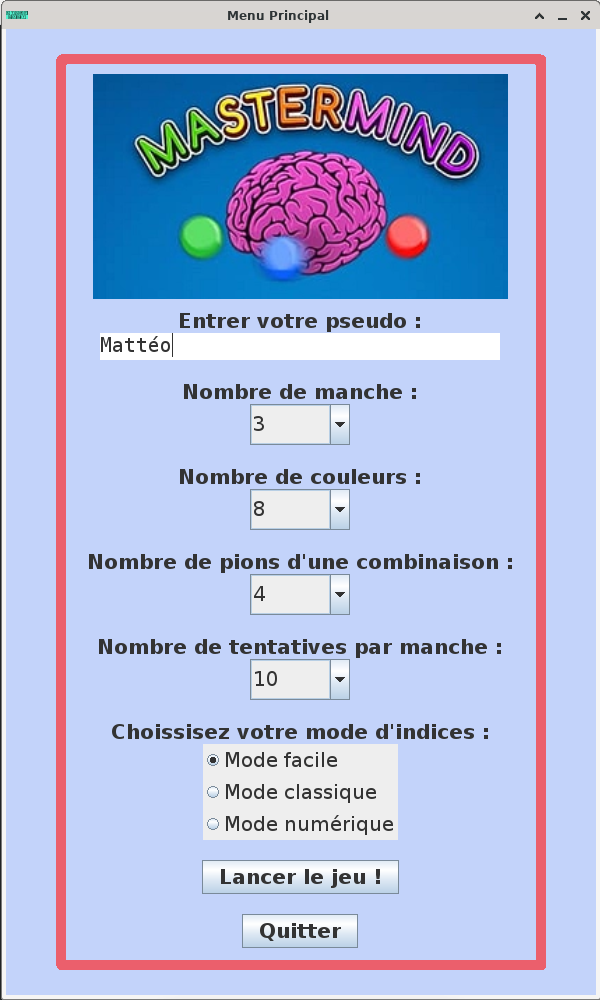 Menu Principal
MASTERMIND
Entrer votre pseudo :
Mattéo
Nombre de manche :
3
Nombre de couleurs :
8
Nombre de pions d'une combinaison :
4
Nombre de tentatives par manche :
10
Choissisez votre mode d'indices :
Mode facile
Mode classique
Mode numérique
Lancer le jeu !
Quitter